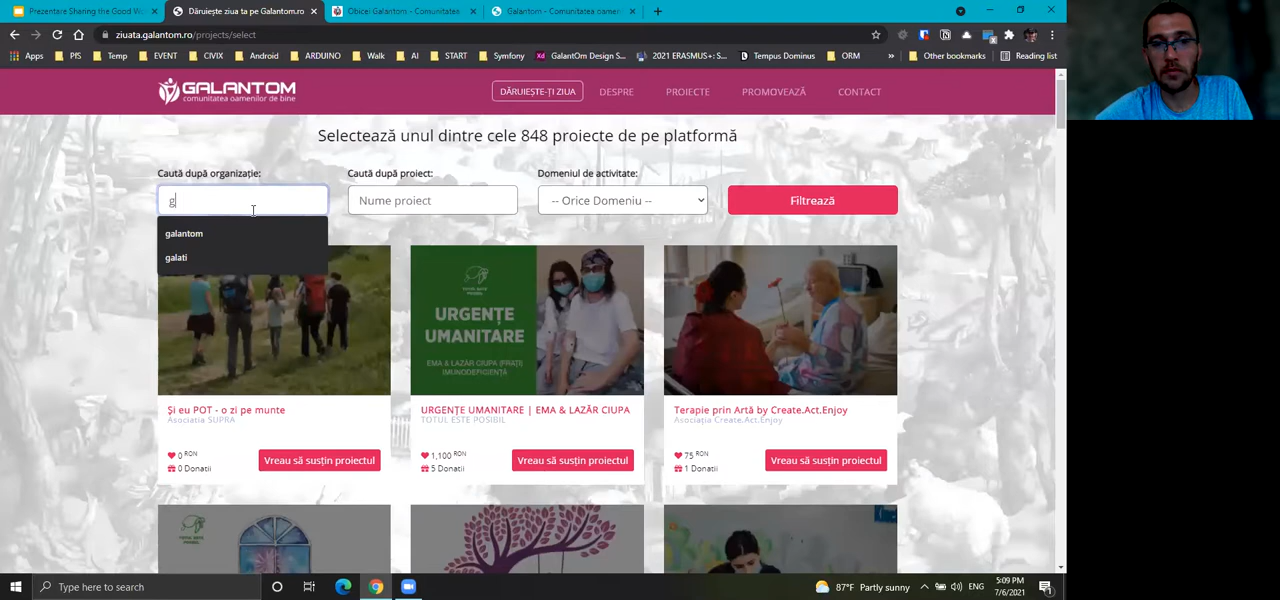 Prezentare Sharing the Good W
Dăruiește ziua ta pe Galantom.ro
Obicei Galantom - Comunitatea
Galantom - Comunitatea oamen
ziuata.galantom.ro/projects/select
Apps PIS Temp EVENT CIVIX Android ARDUINO Walk AI START Symfony GalantOm Design S... 2021 ERASMUS+: S... Tempus Dominus ORM » Other bookmarks Reading list
GALANTOM
comunitatea oamenilor de bine
DĂRUIEȘTE-ȚI ZIUA DESPRE PROIECTE PROMOVEAZĂ CONTACT
Selectează unul dintre cele 848 proiecte de pe platformă
Caută după organizație: Caută după proiect: Domeniul de activitate:
g Nume proiect -- Orice Domeniu -- Filtrează
galantom
galati
URGENȚE
UMANITARE
EMA & LAZĂR CIUPA (FRAȚI)
IMUNODEFICIENȚĂ
Și eu POT - o zi pe munte
Asociatia SUPRA
0 RON
0 Donatii
Vreau să susțin proiectul
URGENȚE UMANITARE | EMA & LAZĂR CIUPA
TOTUL ESTE POSIBIL
1,100 RON
5 Donatii
Vreau să susțin proiectul
Terapie prin Artă by Create.Act.Enjoy
Asociația Create.Act.Enjoy
75 RON
1 Donatii
Vreau să susțin proiectul
Type here to search
87°F Partly sunny
ENG
5:09 PM
7/6/2021